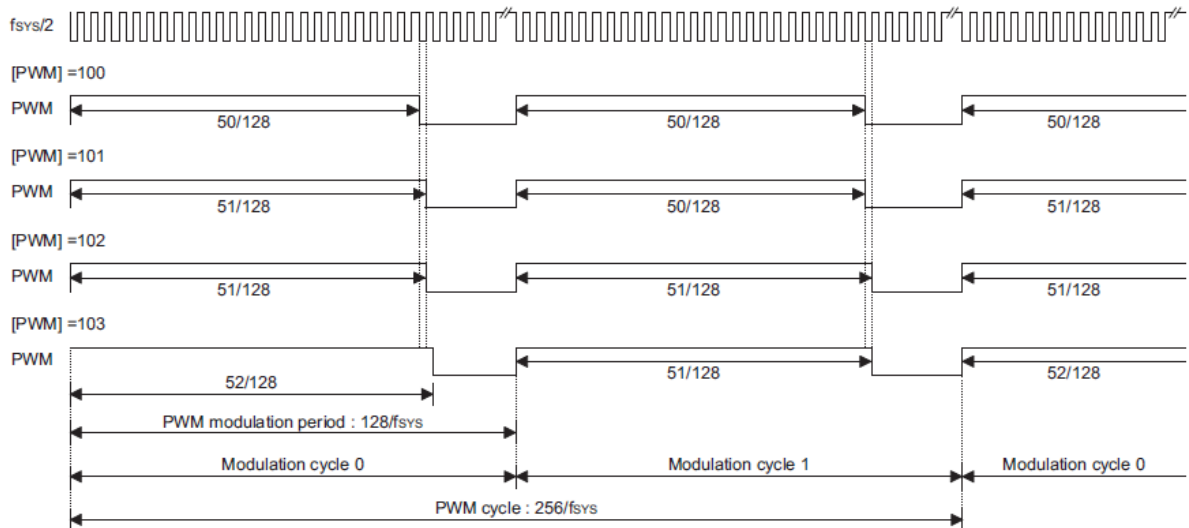 fSYS/2
[PWM] =100
PWM
50/128 50/128 50/128
[PWM] =101
PWM
51/128 50/128 51/128
[PWM] =102
PWM
51/128 51/128 51/128
[PWM] =103
PWM
52/128 51/128 52/128
PWM modulation period : 128/fSYS
Modulation cycle 0 Modulation cycle 1 Modulation cycle 0
PWM cycle : 256/fSYS